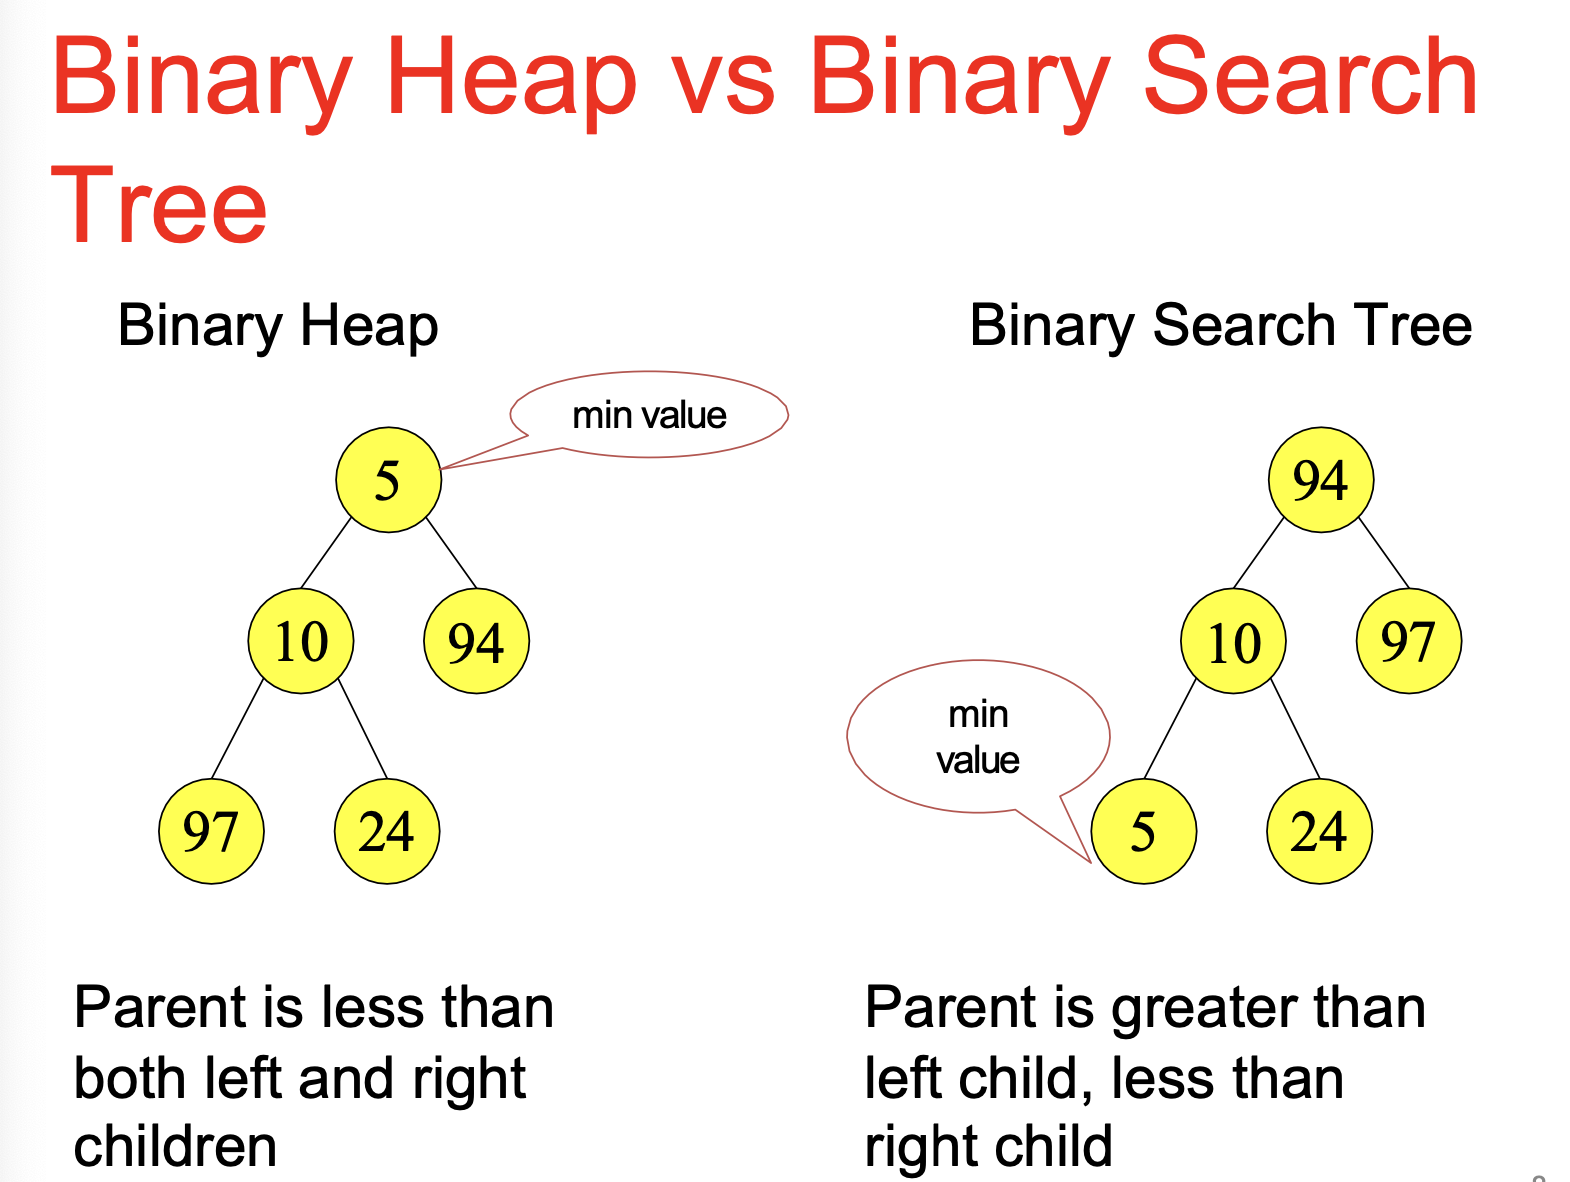 Binary Heap vs Binary Search
Tree
Binary Heap
Binary Search Tree
min value
5
10
94
97
24
94
10
97
min
value
5
24
Parent is less than
both left and right
children
Parent is greater than
left child, less than
right child